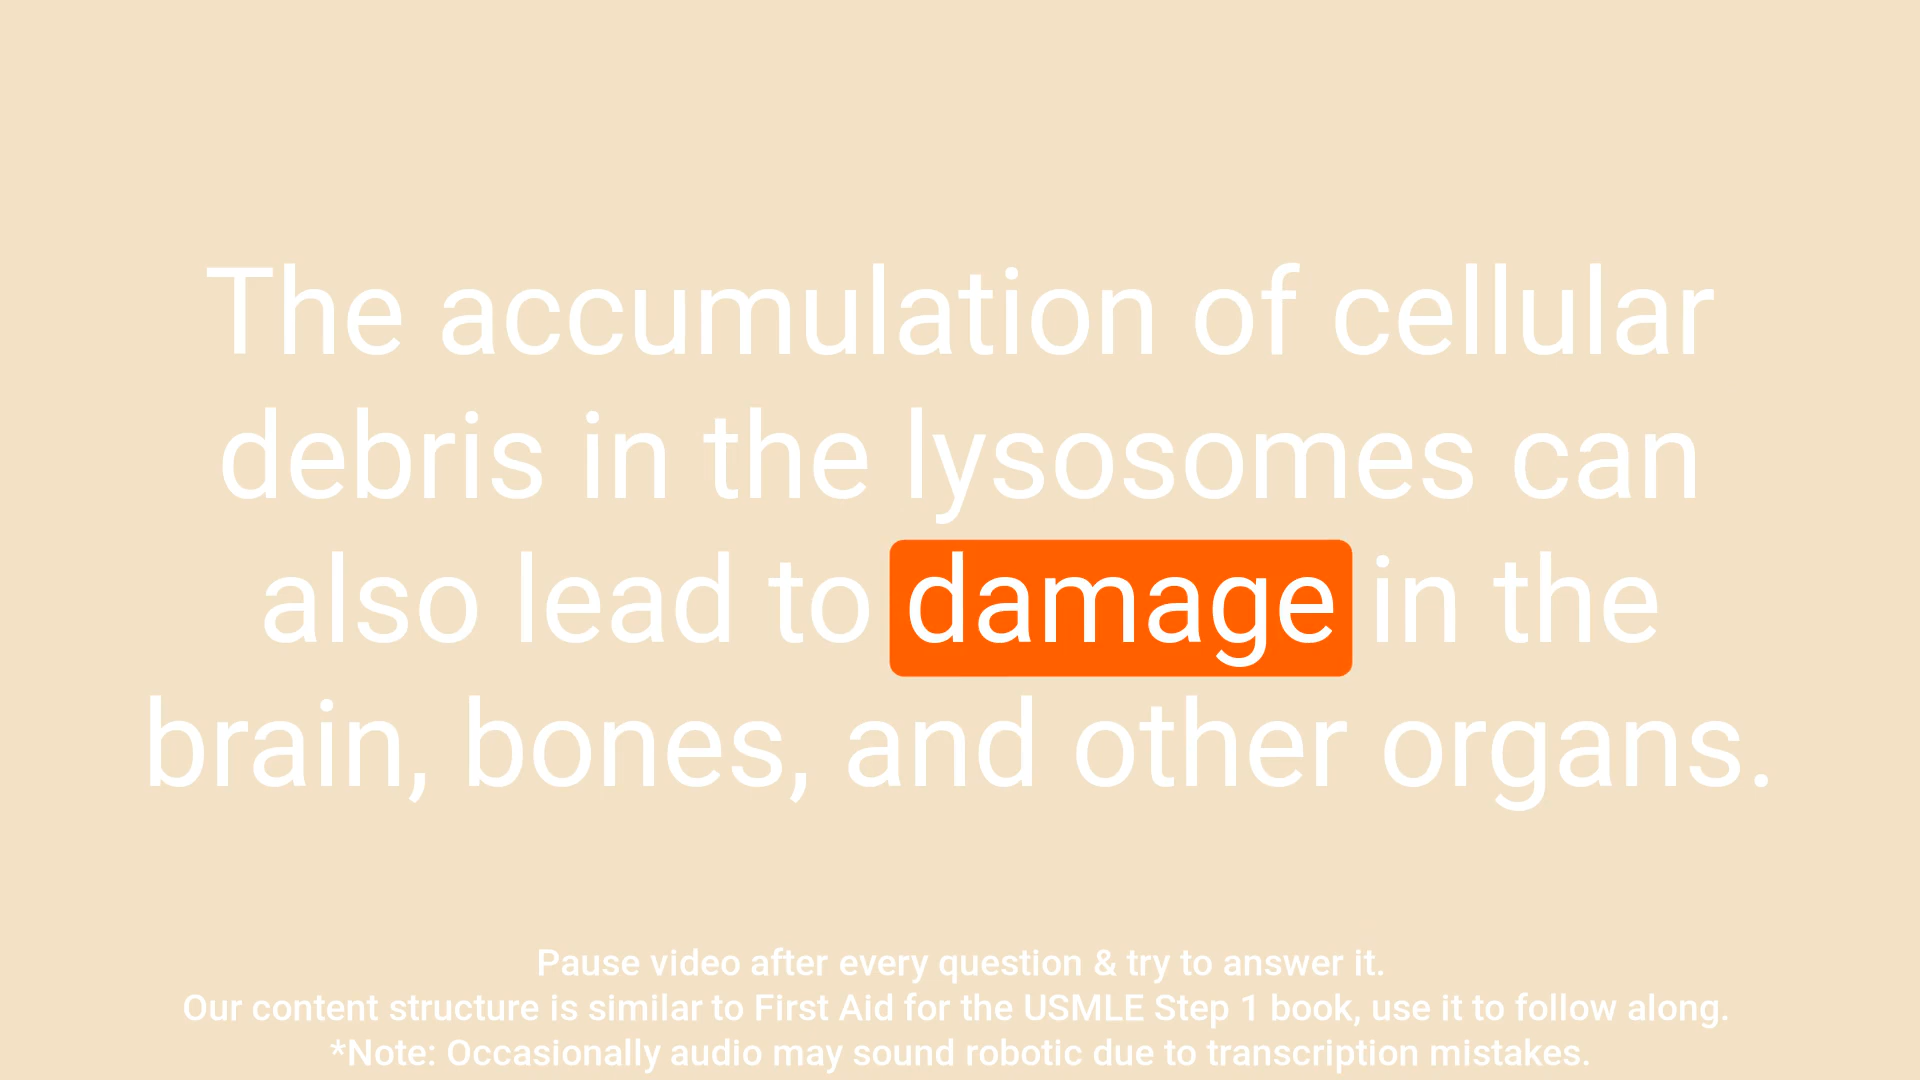 The accumulation of cellular
debris in the lysosomes can
also lead to damage in the
brain, bones, and other organs.
Pause video after every question & try to answer it.
Our content structure is similar to First Aid for the USMLE Step 1 book, use it to follow along.
*Note: Occasionally audio may sound robotic due to transcription mistakes.